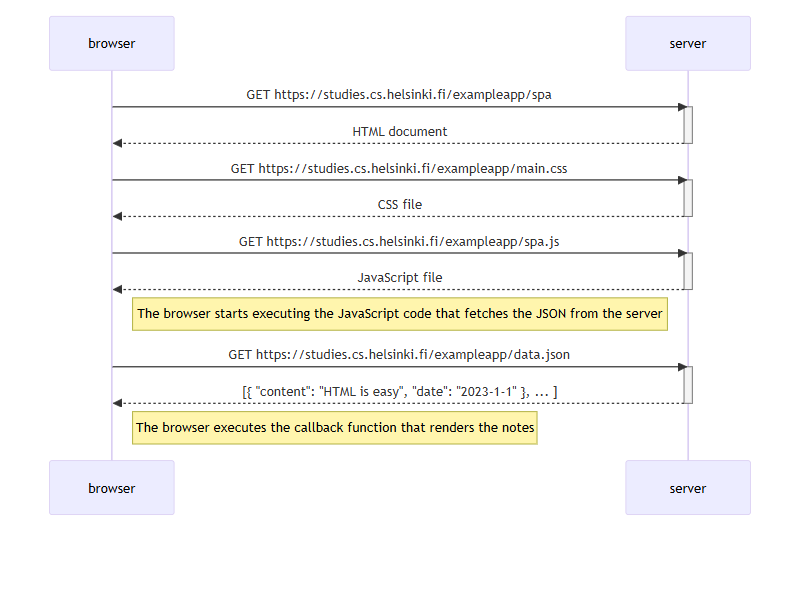 browser
server
GET https://studies.cs.helsinki.fi/exampleapp/spa
HTML document
GET https://studies.cs.helsinki.fi/exampleapp/main.css
CSS file
GET https://studies.cs.helsinki.fi/exampleapp/spa.js
JavaScript file
The browser starts executing the JavaScript code that fetches the JSON from the server
GET https://studies.cs.helsinki.fi/exampleapp/data.json
[{ "content": "HTML is easy", "date": "2023-1-1" }, ... ]
The browser executes the callback function that renders the notes
browser
server